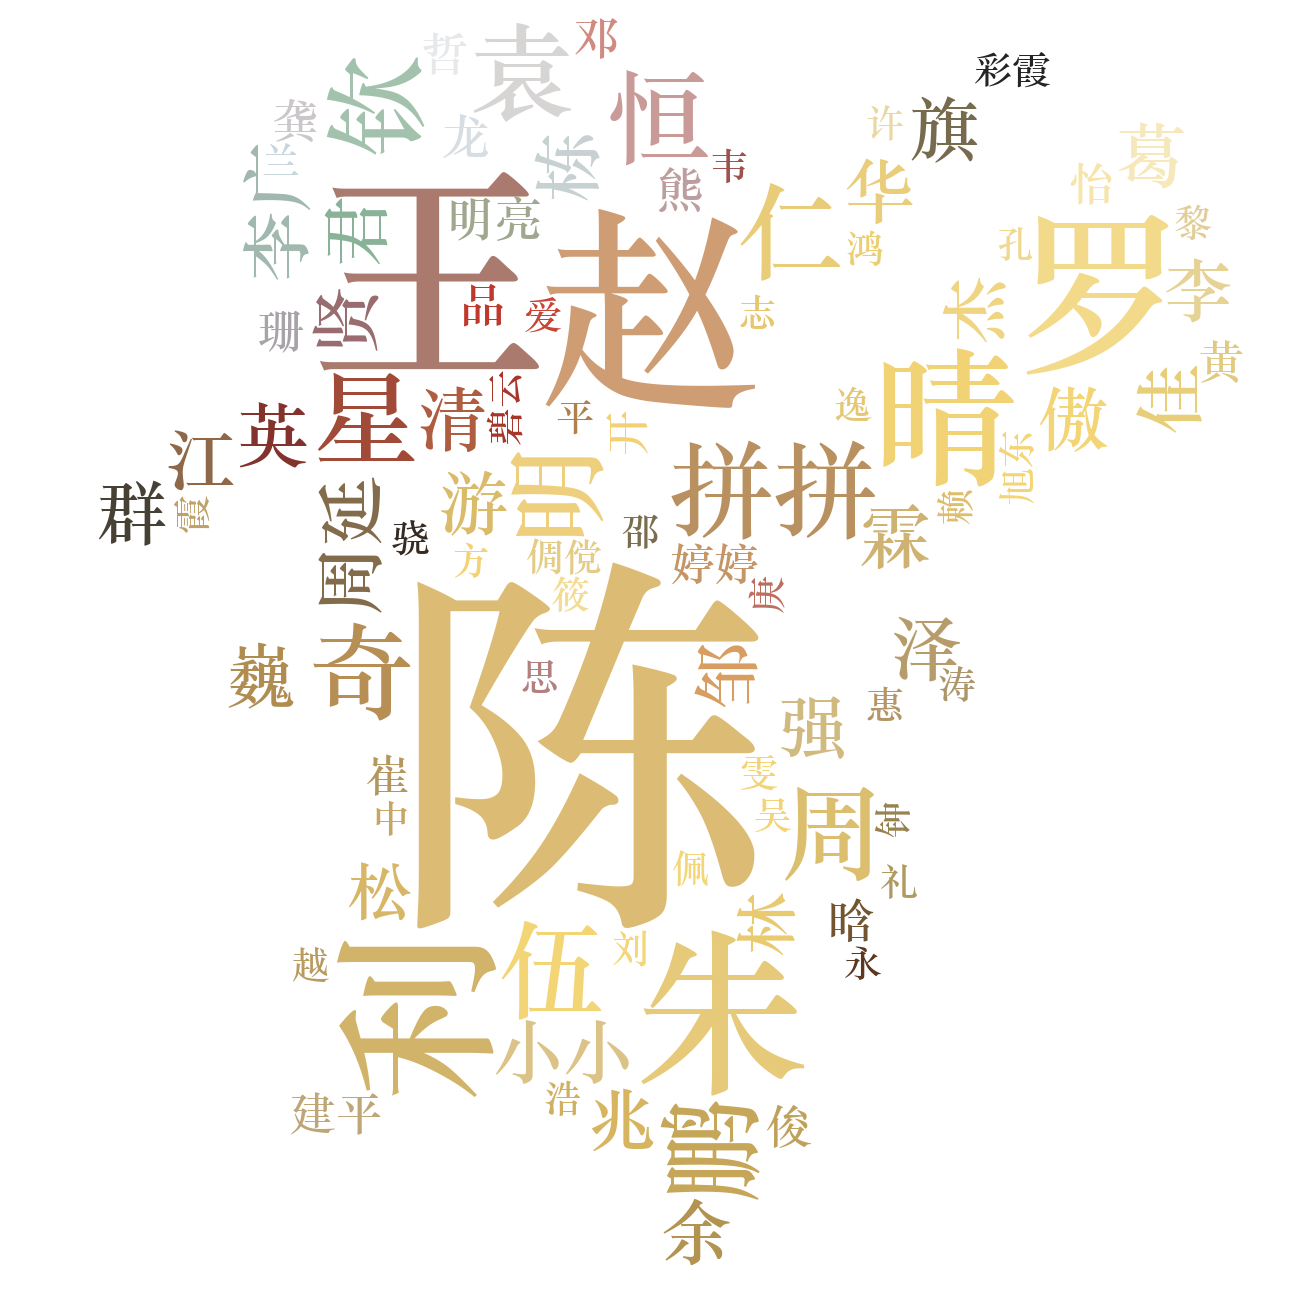 邓
哲
袁
钦
恒
彩霞
旗
许
龚
龙
兰
栋
韦
熊
葛
怡
华
仁
李广
君
王
明亮
赵
鸿
孔
罗
黎
李
杰
品
爱
志
珊
贤
黄
佳
晴
星
清
碧云
平
开
逸
傲
英
江
旭东
赖
群
霞
周延
骁
游
明
拼拼
邵
霖
方
倜傥
婷婷
筱
庚
陈
巍
奇
思
邹
泽
涛
惠
强
崔
中
雯
吴
周
钟
松
佩
礼
林
晗
永
越
利
伍
刘
朱
小小
建平
浩
兆
鹏
俊
余